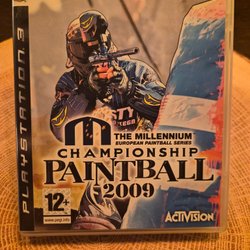 PLAYSTATION 3
THE MILLENNIUM
EUROPEAN PAINTBALL SERIES
CHAMPIONSHIP
PAINTBALL
2009
12+
www.pegi.info
ACTIVISION